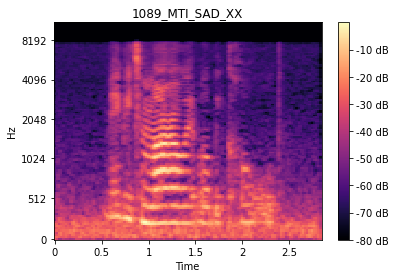 1089_MTI_SAD_XX
8192
4096
2048
1024
512
0
Hz
0
0.5
1
1.5
2
2.5
Time
-10 dB
-20 dB
-30 dB
-40 dB
-50 dB
-60 dB
-70 dB
-80 dB